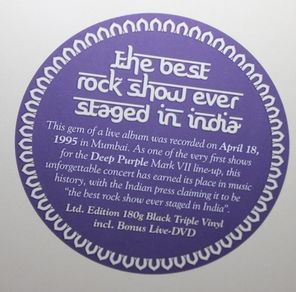 the best
rock show ever
staged in india
This gem of a live album was recorded on April 18,
1995 in Mumbai. As one of the very first shows
for the Deep Purple Mark VII line-up, this
unforgettable concert has earned its place in music
history, with the Indian press claiming it to be
"the best rock show ever staged in India".
Ltd. Edition 180g Black Triple Vinyl
incl. Bonus Live-DVD